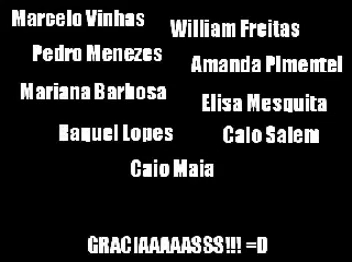 Marcelo Vinhas
William Freitas
Pedro Menezes
Amanda Pimentel
Mariana Barbosa
Elisa Mesquita
Raquel Lopes
Caio Salem
Caio Maia
GRACIAAAAASSS!!! =D